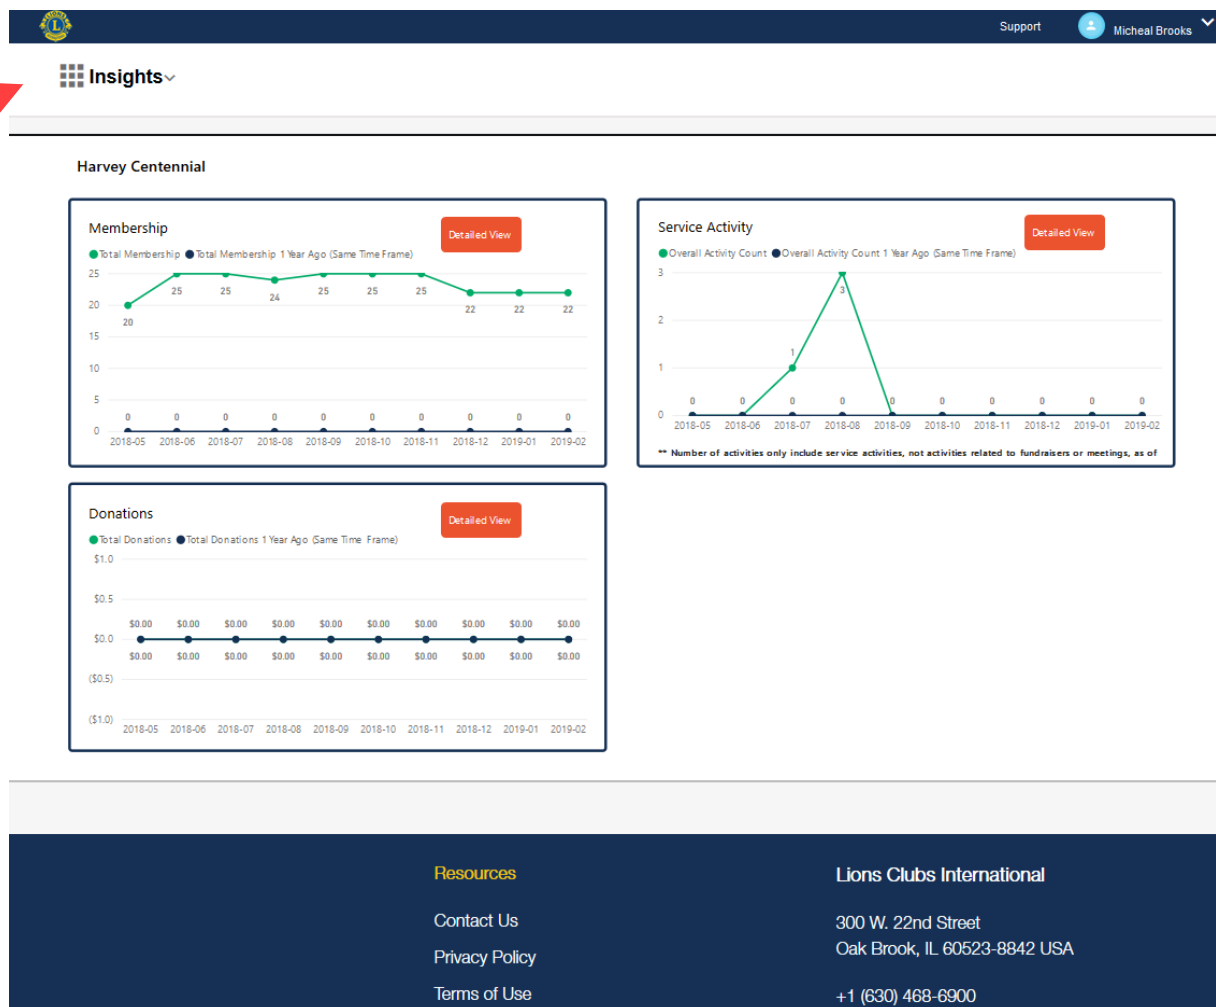 Support
Micheal Brooks
Insights
Harvey Centennial
Membership
Detailed View
Total Membership Total Membership 1 Year Ago (Same Time Frame)
25
20
15
10
5
0
20 25 25 24 25 25 25 22 22 22
0 0 0 0 0 0 0 0 0 0
2018-05 2018-06 2018-07 2018-08 2018-09 2018-10 2018-11 2018-12 2019-01 2019-02
Service Activity
Detailed View
Overall Activity Count Overall Activity Count 1 Year Ago (Same Time Frame)
3
2
1
0
1 3
0 0 0 0 0 0 0 0 0 0
2018-05 2018-06 2018-07 2018-08 2018-09 2018-10 2018-11 2018-12 2019-01 2019-02
** Number of activities only include service activities, not activities related to fundraisers or meetings, as of
Donations
Detailed View
Total Donations Total Donations 1 Year Ago (Same Time Frame)
$1.0
$0.5
$0.0
($0.5)
($1.0)
$0.00 $0.00 $0.00 $0.00 $0.00 $0.00 $0.00 $0.00 $0.00 $0.00
$0.00 $0.00 $0.00 $0.00 $0.00 $0.00 $0.00 $0.00 $0.00 $0.00
2018-05 2018-06 2018-07 2018-08 2018-09 2018-10 2018-11 2018-12 2019-01 2019-02
Resources
Contact Us
Privacy Policy
Terms of Use
Lions Clubs International
300 W. 22nd Street
Oak Brook, IL 60523-8842 USA
+1 (630) 468-6900